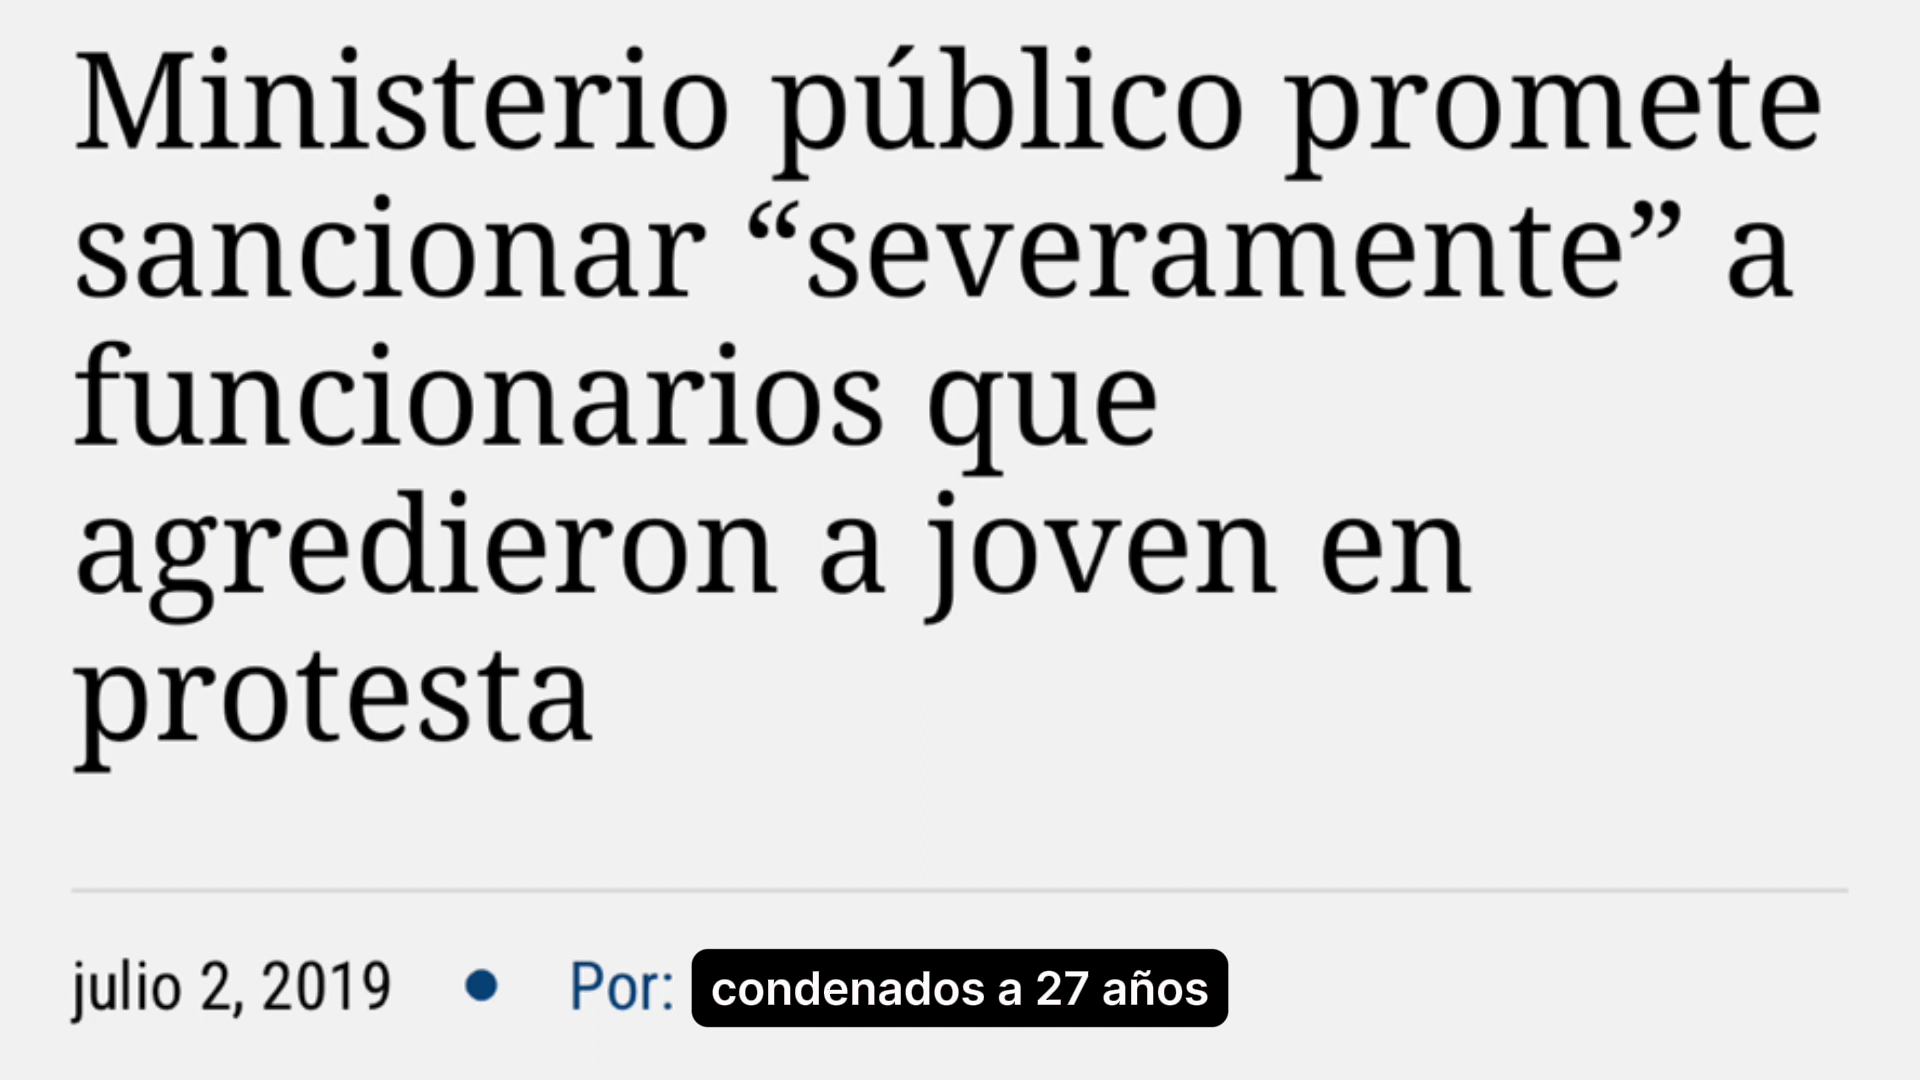 Ministerio público promete
sancionar “severamente” a
funcionarios que
agredieron a joven en
protesta
julio 2, 2019 • Por:
condenados a 27 años